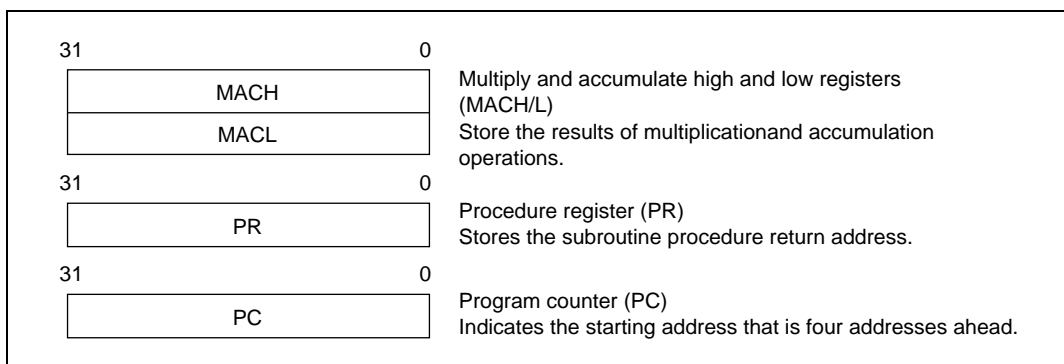 31 0
MACH
MACL
Multiply and accumulate high and low registers
(MACH/L)
Store the results of multiplicationand accumulation
operations.
31 0
PR
Procedure register (PR)
Stores the subroutine procedure return address.
31 0
PC
Program counter (PC)
Indicates the starting address that is four addresses ahead.